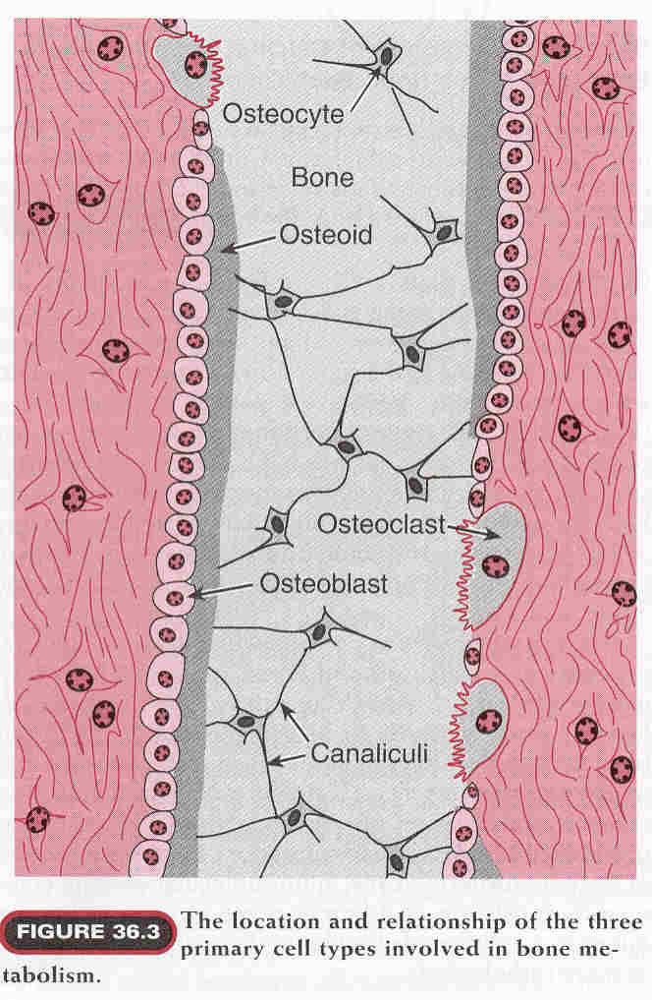 Osteocyte
Bone
Osteoid
Osteoclast
Osteoblast
Canaliculi
FIGURE 36.3 The location and relationship of the three
primary cell types involved in bone me-
tabolism.